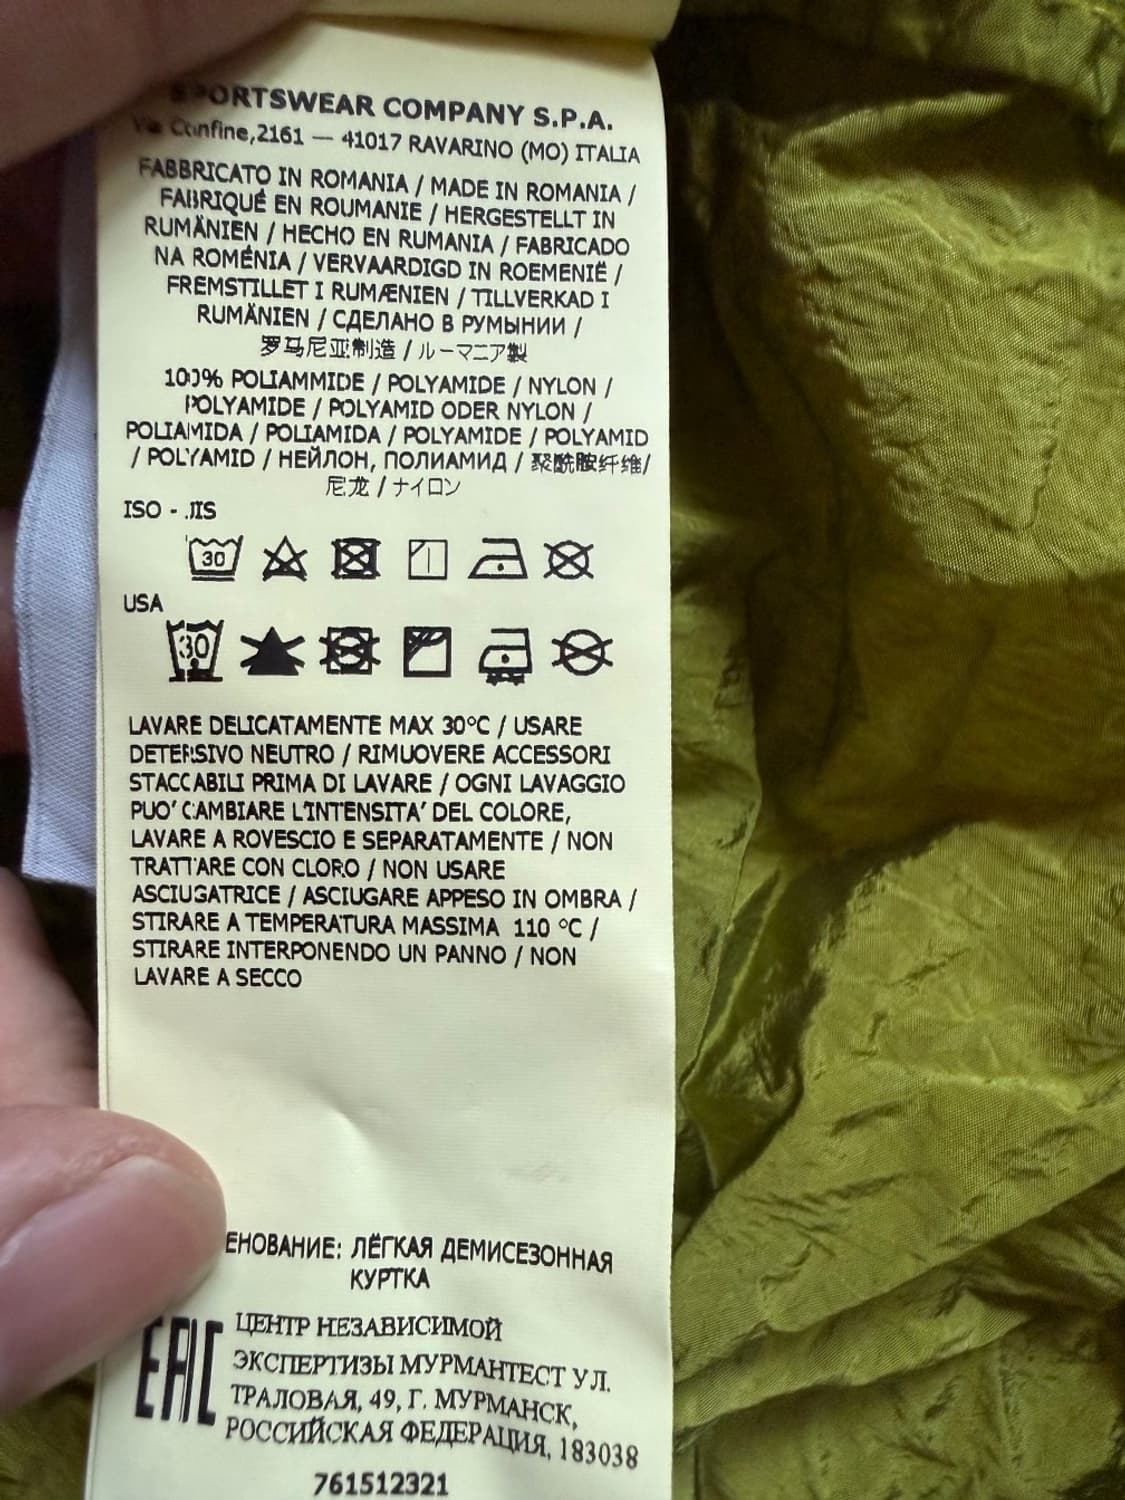 SPORTSWEAR COMPANY S.P.A.
Via Confine,2161 — 41017 RAVARINO (MO) ITALIA
FABBRICATO IN ROMANIA / MADE IN ROMANIA /
FABRIQUÉ EN ROUMANIE / HERGESTELLT IN
RUMÄNIEN / HECHO EN RUMANIA / FABRICADO
NA ROMÉNIA / VERVAARDIGD IN ROEMENIË /
FREMSTILLET I RUMÆNIEN / TILLVERKAD I
RUMÄNIEN / СДЕЛАНО В РУМЫНИИ /
罗马尼亚制造 / ルーマニア製
100% POLIAMMIDE / POLYAMIDE / NYLON /
POLYAMIDE / POLYAMID ODER NYLON /
POLIAMIDA / POLIAMIDA / POLYAMIDE / POLYAMID
/ POLYAMID / НЕЙЛОН, ПОЛИАМИД / 聚酰胺纤维/
尼龙 / ナイロン
ISO - JIS
30
USA
30
LAVARE DELICATAMENTE MAX 30°C / USARE
DETERSIVO NEUTRO / RIMUOVERE ACCESSORI
STACCABILI PRIMA DI LAVARE / OGNI LAVAGGIO
PUO' CAMBIARE L'INTENSITA' DEL COLORE,
LAVARE A ROVESCIO E SEPARATAMENTE / NON
TRATTARE CON CLORO / NON USARE
ASCIUGATRICE / ASCIUGARE APPESO IN OMBRA /
STIRARE A TEMPERATURA MASSIMA 110 °C /
STIRARE INTERPONENDO UN PANNO / NON
LAVARE A SECCO
ЕНОВАНИЕ: ЛЁГКАЯ ДЕМИСЕЗОННАЯ
КУРТКА
EAC
ЦЕНТР НЕЗАВИСИМОЙ
ЭКСПЕРТИЗЫ МУРМАНТЕСТ УЛ.
ТРАЛОВАЯ, 49, Г. МУРМАНСК,
РОССИЙСКАЯ ФЕДЕРАЦИЯ, 183038
761512321